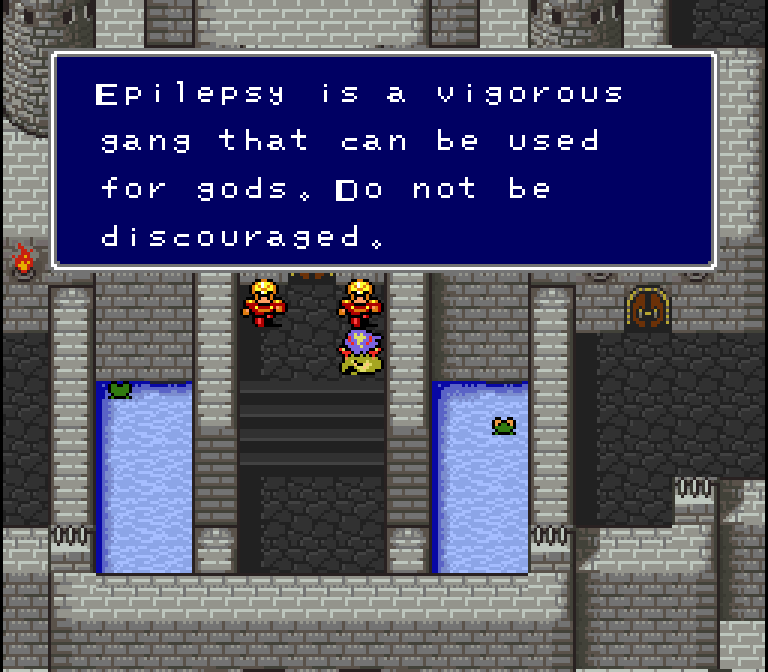 Epilepsy is a vigorous
gang that can be used
for gods. Do not be
discouraged.